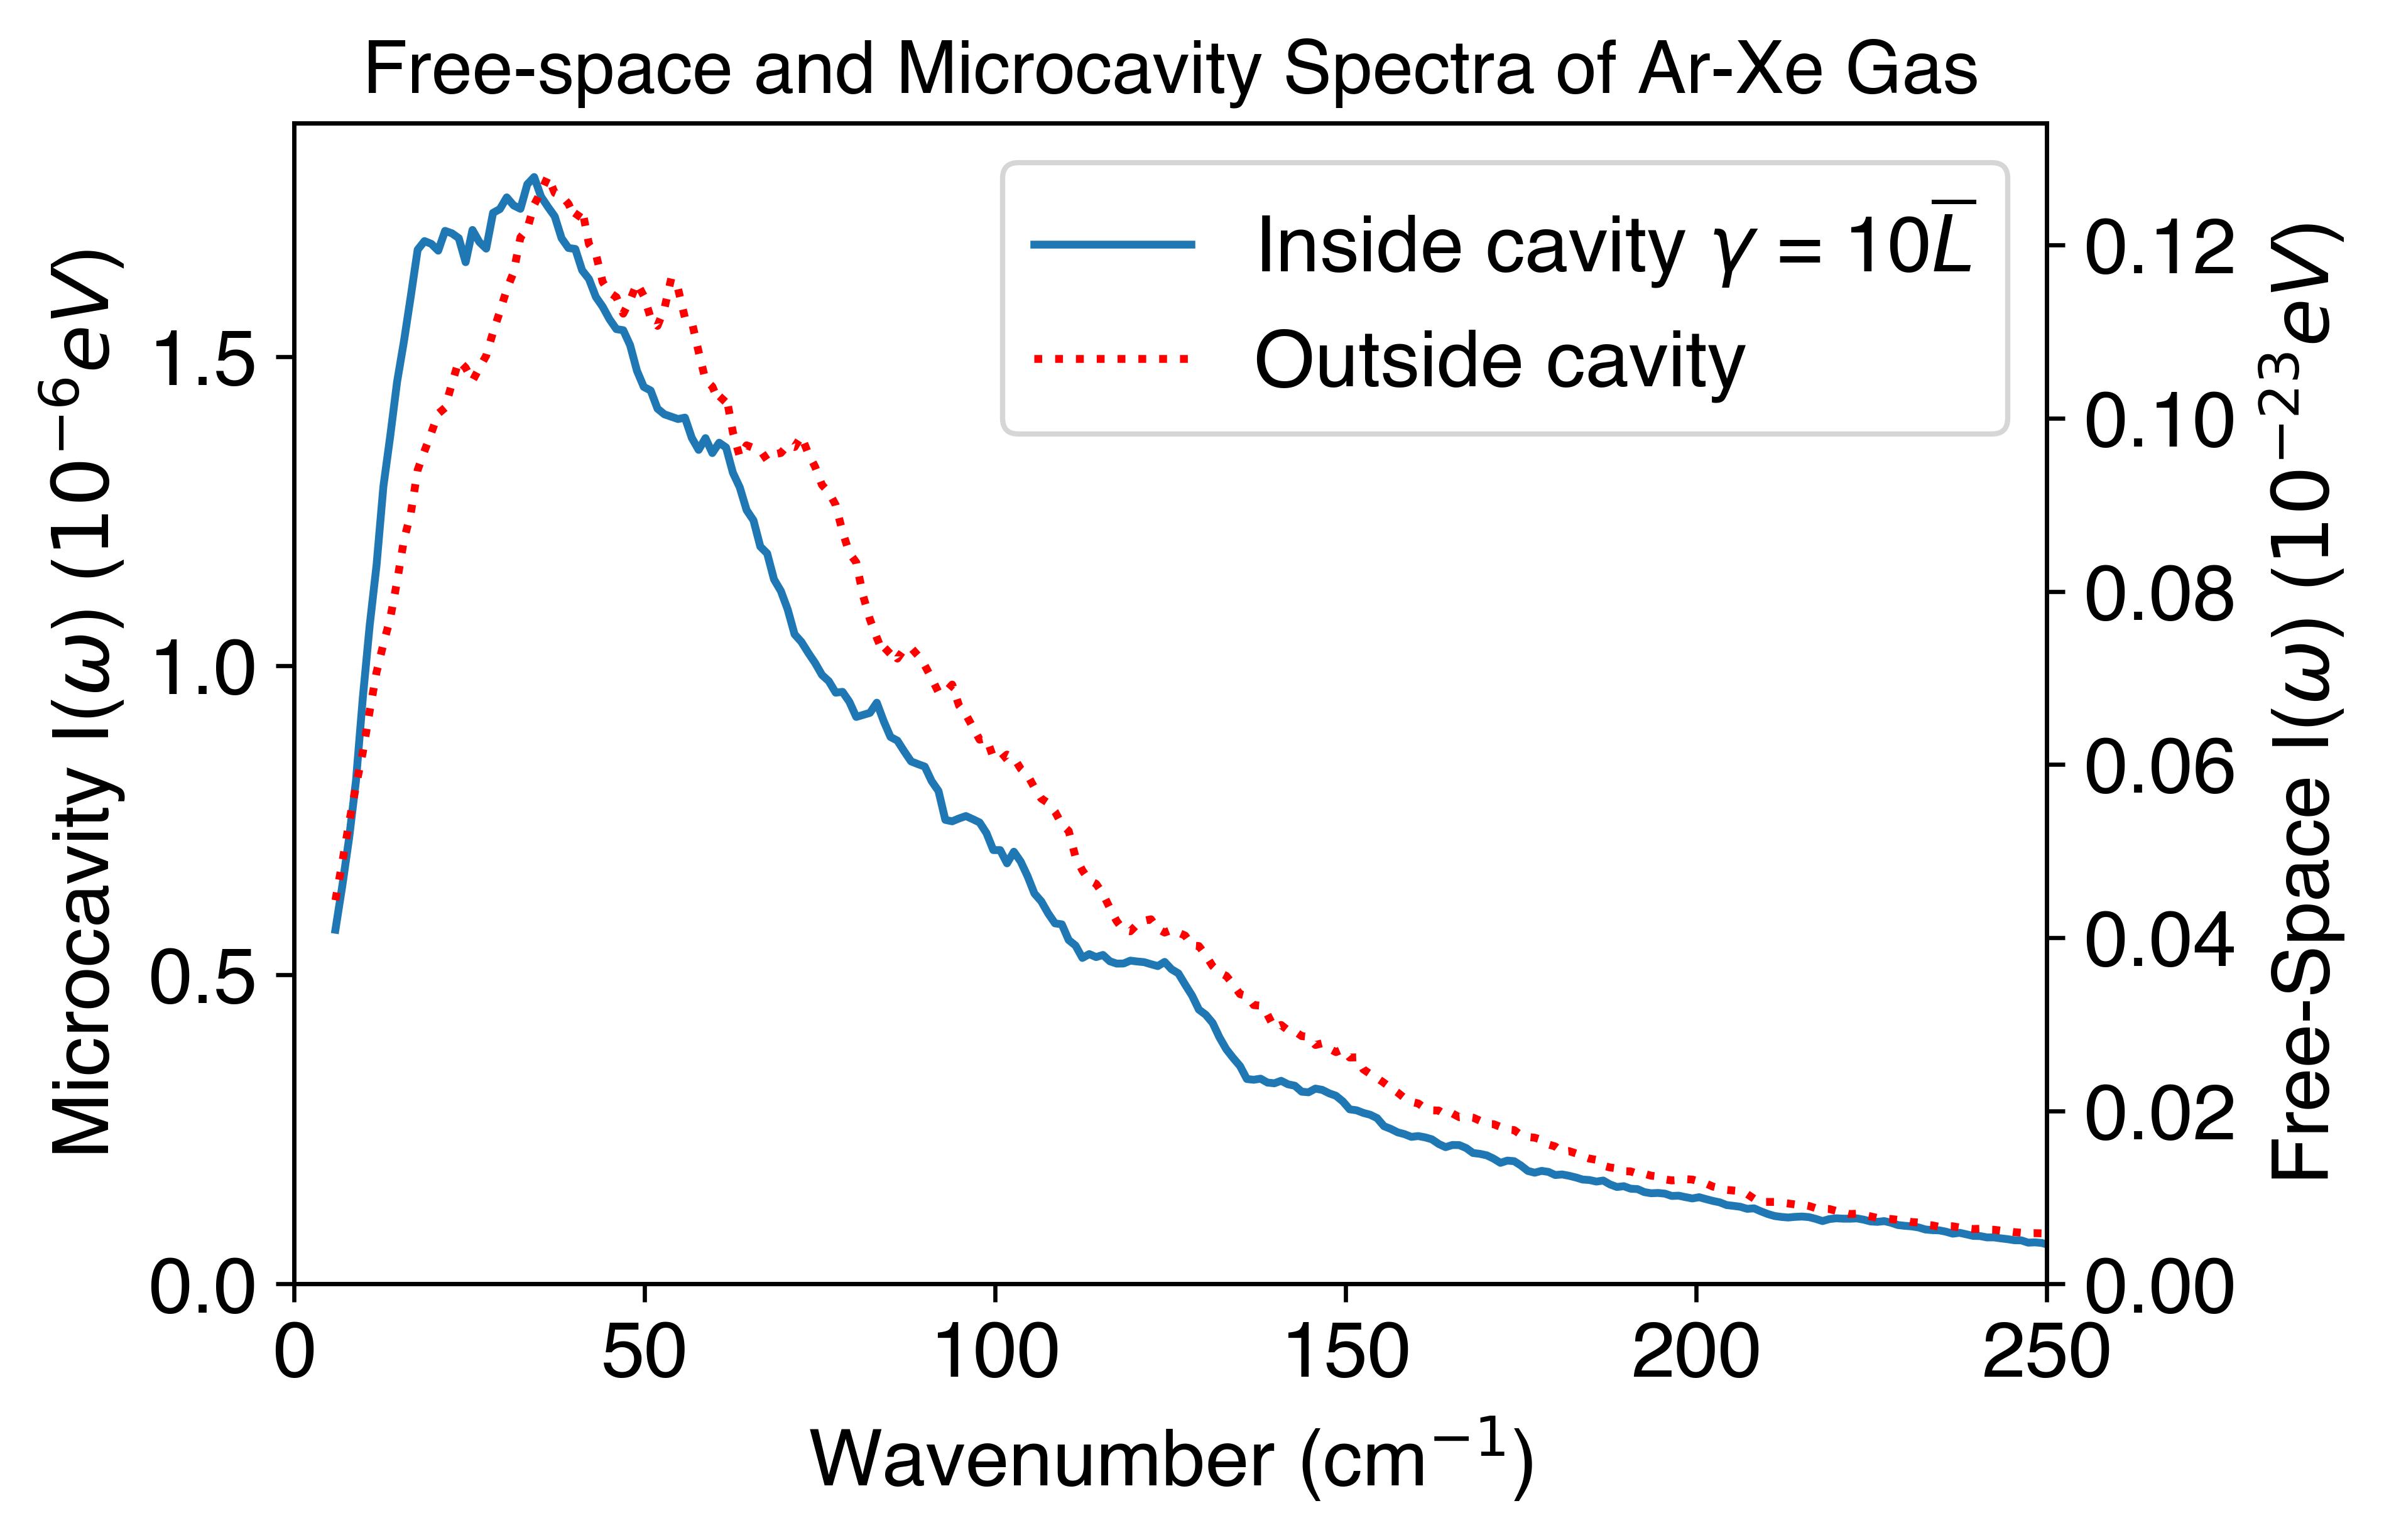 Free-space and Microcavity Spectra of Ar-Xe Gas
Microcavity I(ω) (10⁻⁶eV)
1.5
1.0
0.5
0.0
Inside cavity γ = 10L̅
Outside cavity
0.12
0.10
0.08
0.06
0.04
0.02
0.00
Free-Space I(ω) (10⁻²³eV)
0 50 100 150 200 250
Wavenumber (cm⁻¹)